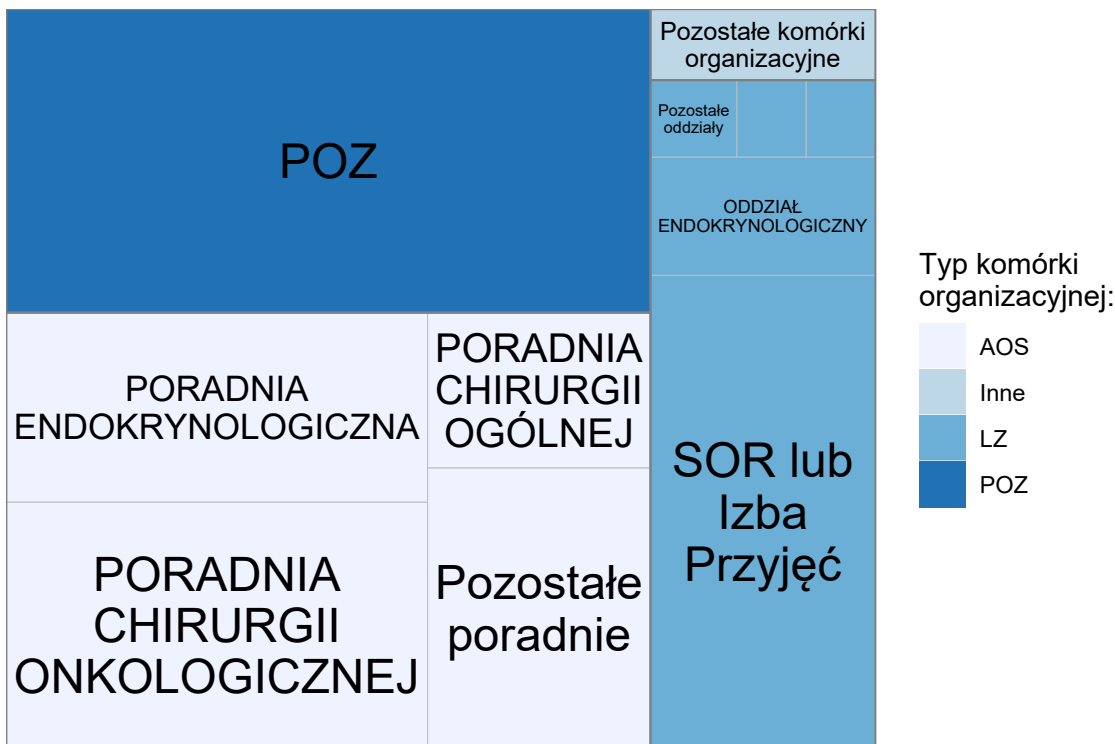 POZ
Pozostałe komórki
organizacyjne
Pozostałe
oddziały
ODDZIAŁ
ENDOKRYNOLOGICZNY
PORADNIA
ENDOKRYNOLOGICZNA
PORADNIA
CHIRURGII
OGÓLNEJ
SOR lub
Izba
Przyjęć
PORADNIA
CHIRURGII
ONKOLOGICZNEJ
Pozostałe
poradnie
Typ komórki
organizacyjnej:
AOS
Inne
LZ
POZ